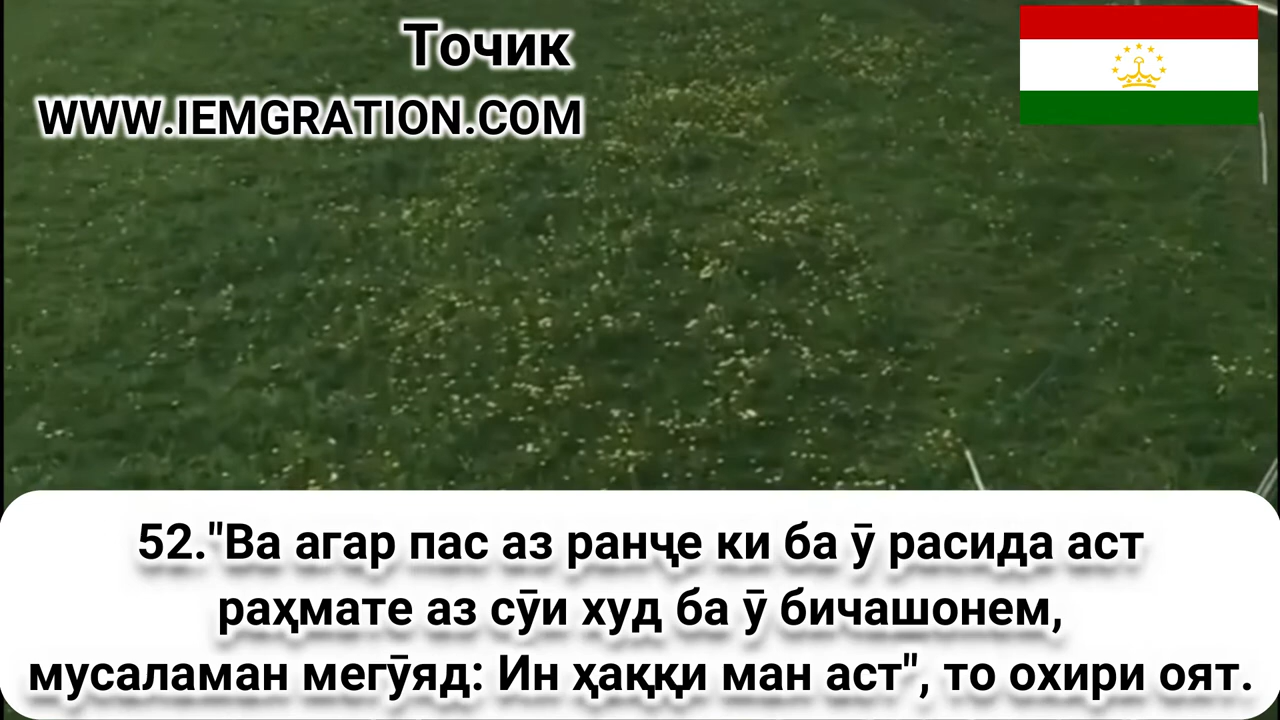 Точик
WWW.IEMGRATION.COM
52."Ва агар пас аз ранҷе ки ба ӯ расида аст
раҳмате аз сӯи худ ба ӯ бичашонем,
мусаламан мегӯяд: Ин ҳаққи ман аст", то охири оят.